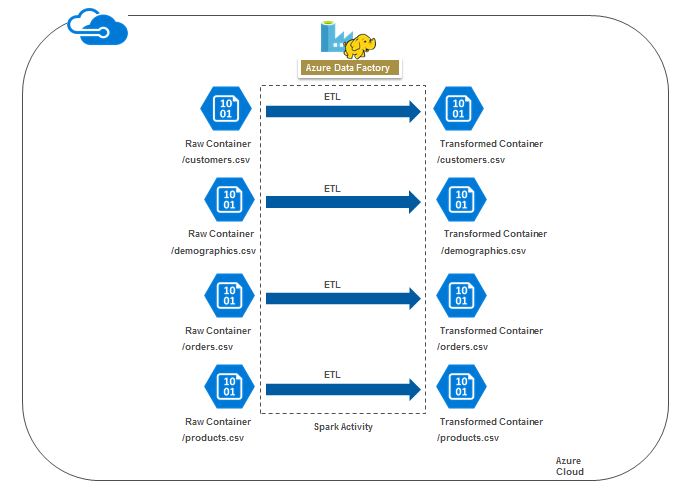 Azure Data Factory
ETL
10
01
10
01
Raw Container
/customers.csv
Transformed Container
/customers.csv
ETL
10
01
10
01
Raw Container
/demographics.csv
Transformed Container
/demographics.csv
ETL
10
01
10
01
Raw Container
/orders.csv
Transformed Container
/orders.csv
ETL
10
01
10
01
Raw Container
/products.csv
Transformed Container
/products.csv
Spark Activity
Azure
Cloud